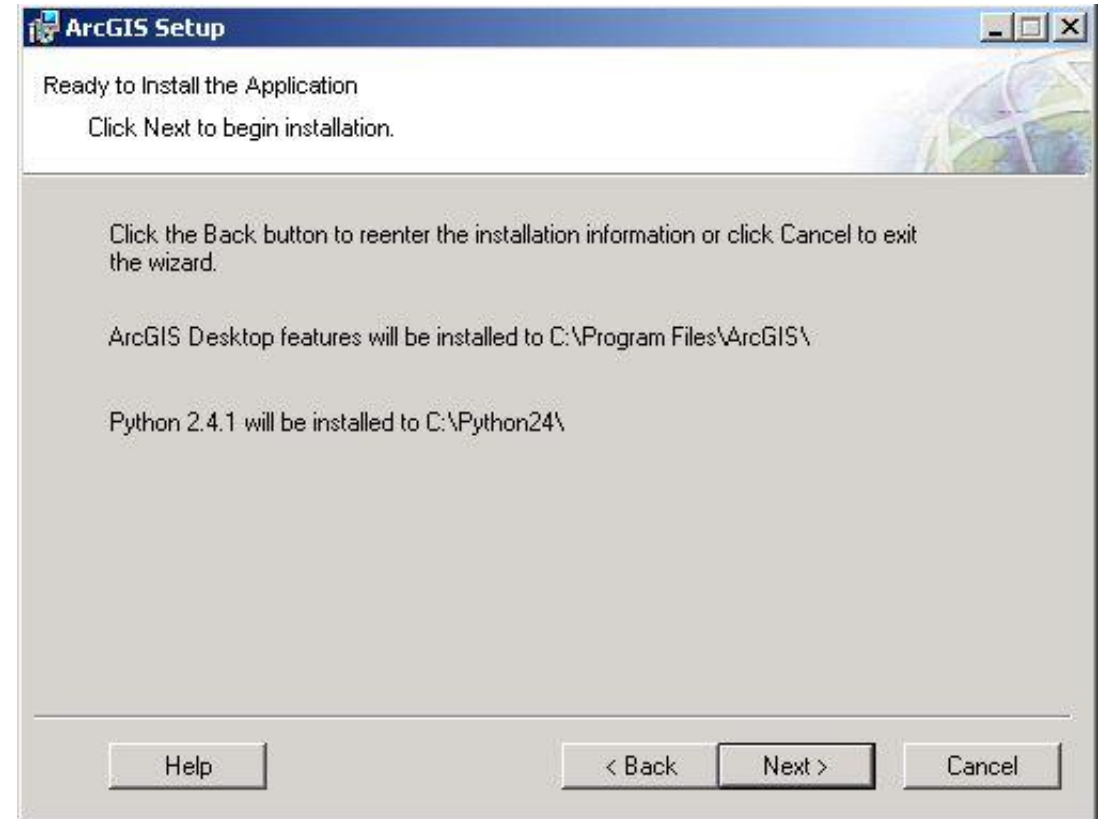 ArcGIS Setup
Ready to Install the Application
Click Next to begin installation.
Click the Back button to reenter the installation information or click Cancel to exit
the wizard.
ArcGIS Desktop features will be installed to C:\Program Files\ArcGIS\
Python 2.4.1 will be installed to C:\Python24\
Help
< Back
Next >
Cancel